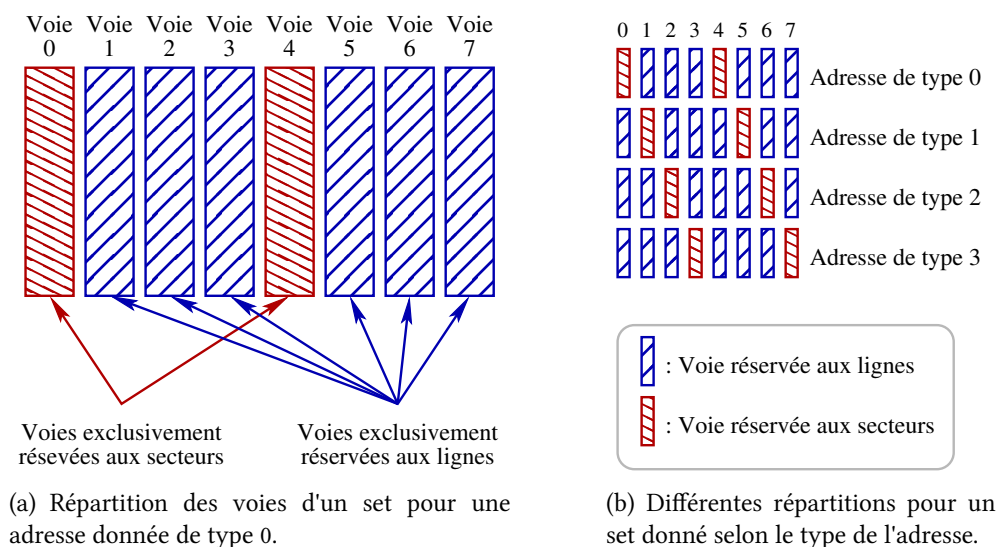 Voie Voie Voie Voie Voie Voie Voie Voie
0 1 2 3 4 5 6 7
Voies exclusivement
résevées aux secteurs
Voies exclusivement
réservées aux lignes
(a) Répartition des voies d'un set pour une
adresse donnée de type 0.
0 1 2 3 4 5 6 7
Adresse de type 0
Adresse de type 1
Adresse de type 2
Adresse de type 3
: Voie réservée aux lignes
: Voie réservée aux secteurs
(b) Différentes répartitions pour un
set donné selon le type de l'adresse.